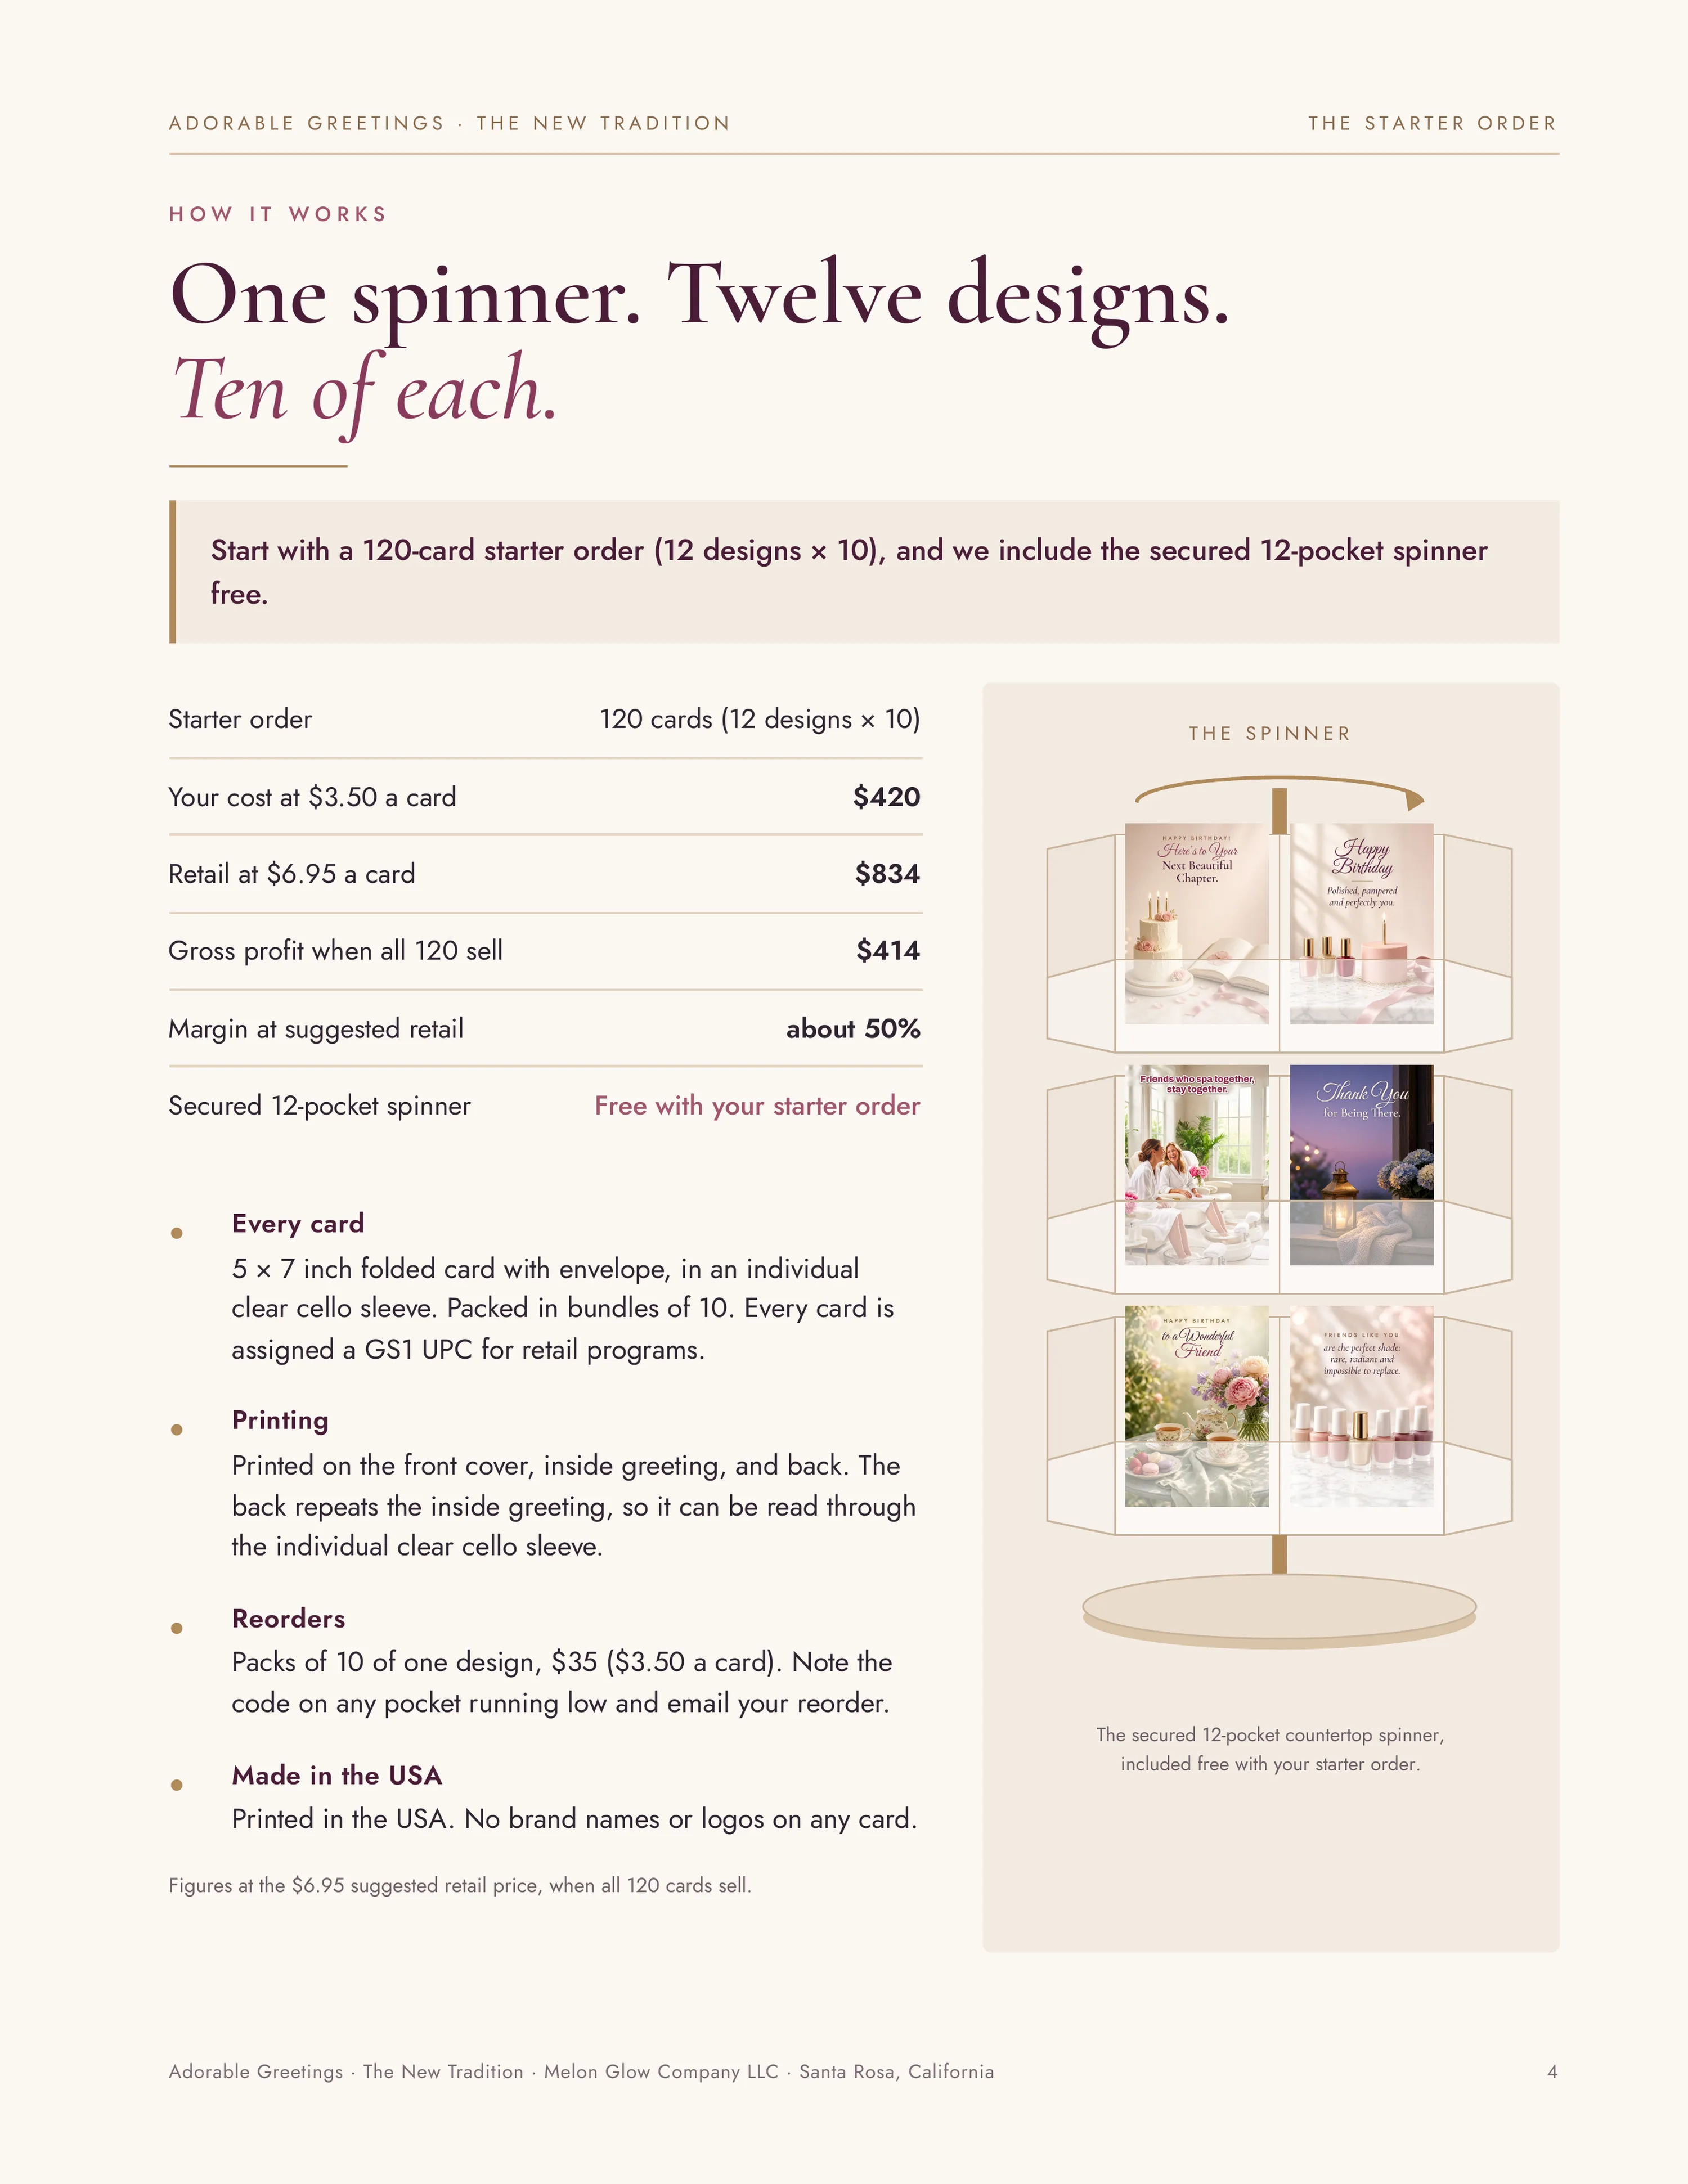 ADORABLE GREETINGS · THE NEW TRADITION
THE STARTER ORDER
HOW IT WORKS
One spinner. Twelve designs.
Ten of each.
Start with a 120-card starter order (12 designs × 10), and we include the secured 12-pocket spinner
free.
Starter order 120 cards (12 designs × 10)
Your cost at $3.50 a card $420
Retail at $6.95 a card $834
Gross profit when all 120 sell $414
Margin at suggested retail about 50%
Secured 12-pocket spinner Free with your starter order
Every card
5 × 7 inch folded card with envelope, in an individual
clear cello sleeve. Packed in bundles of 10. Every card is
assigned a GS1 UPC for retail programs.
Printing
Printed on the front cover, inside greeting, and back. The
back repeats the inside greeting, so it can be read through
the individual clear cello sleeve.
Reorders
Packs of 10 of one design, $35 ($3.50 a card). Note the
code on any pocket running low and email your reorder.
Made in the USA
Printed in the USA. No brand names or logos on any card.
Figures at the $6.95 suggested retail price, when all 120 cards sell.
THE SPINNER
HAPPY BIRTHDAY!
Here's to Your
Next Beautiful
Chapter.
Happy
Birthday
Polished, pampered
and perfectly you.
Friends who spa together,
stay together.
Thank You
for Being There.
HAPPY BIRTHDAY
to a Wonderful
Friend
FRIENDS LIKE YOU
are the perfect shade:
rare, radiant and
impossible to replace.
The secured 12-pocket countertop spinner,
included free with your starter order.
Adorable Greetings · The New Tradition · Melon Glow Company LLC · Santa Rosa, California
4